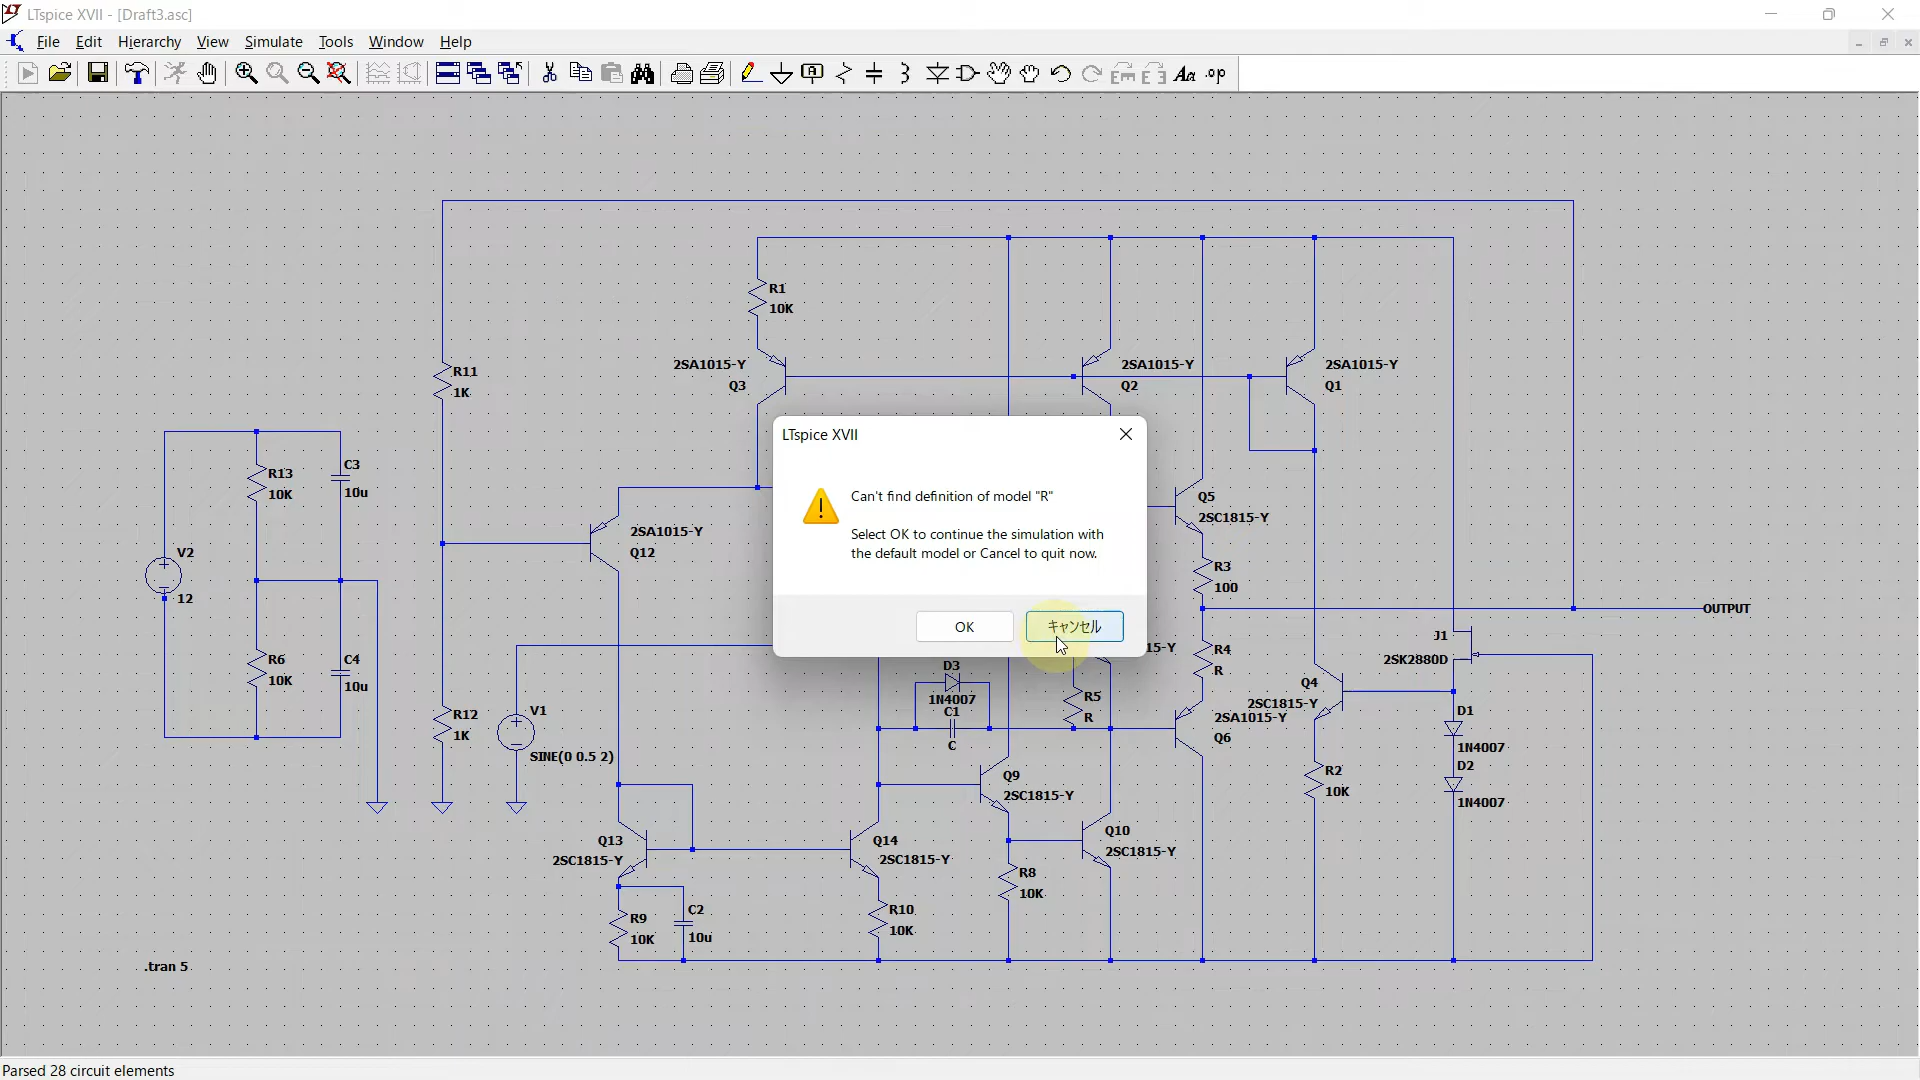 LTspice XVII - [Draft3.asc]
File Edit Hierarchy View Simulate Tools Window Help
Aa .op
R1
10K
2SA1015-Y
Q3
2SA1015-Y
Q2
2SA1015-Y
Q1
R11
1K
R13
10K
C3
10u
2SA1015-Y
Q12
V2
12
R6
10K
C4
10u
LTspice XVII
Can't find definition of model "R"
Select OK to continue the simulation with
the default model or Cancel to quit now.
OK
キャンセル
Q5
2SC1815-Y
R3
100
OUTPUT
J1
2SK2880D
15-Y
R4
R
D3
1N4007
C1
C
R5
R
Q4
2SC1815-Y
2SA1015-Y
Q6
D1
1N4007
D2
1N4007
R12
1K
V1
SINE(0 0.5 2)
Q9
2SC1815-Y
R2
10K
Q13
2SC1815-Y
Q14
2SC1815-Y
Q10
2SC1815-Y
R8
10K
R9
10K
C2
10u
R10
10K
.tran 5
Parsed 28 circuit elements